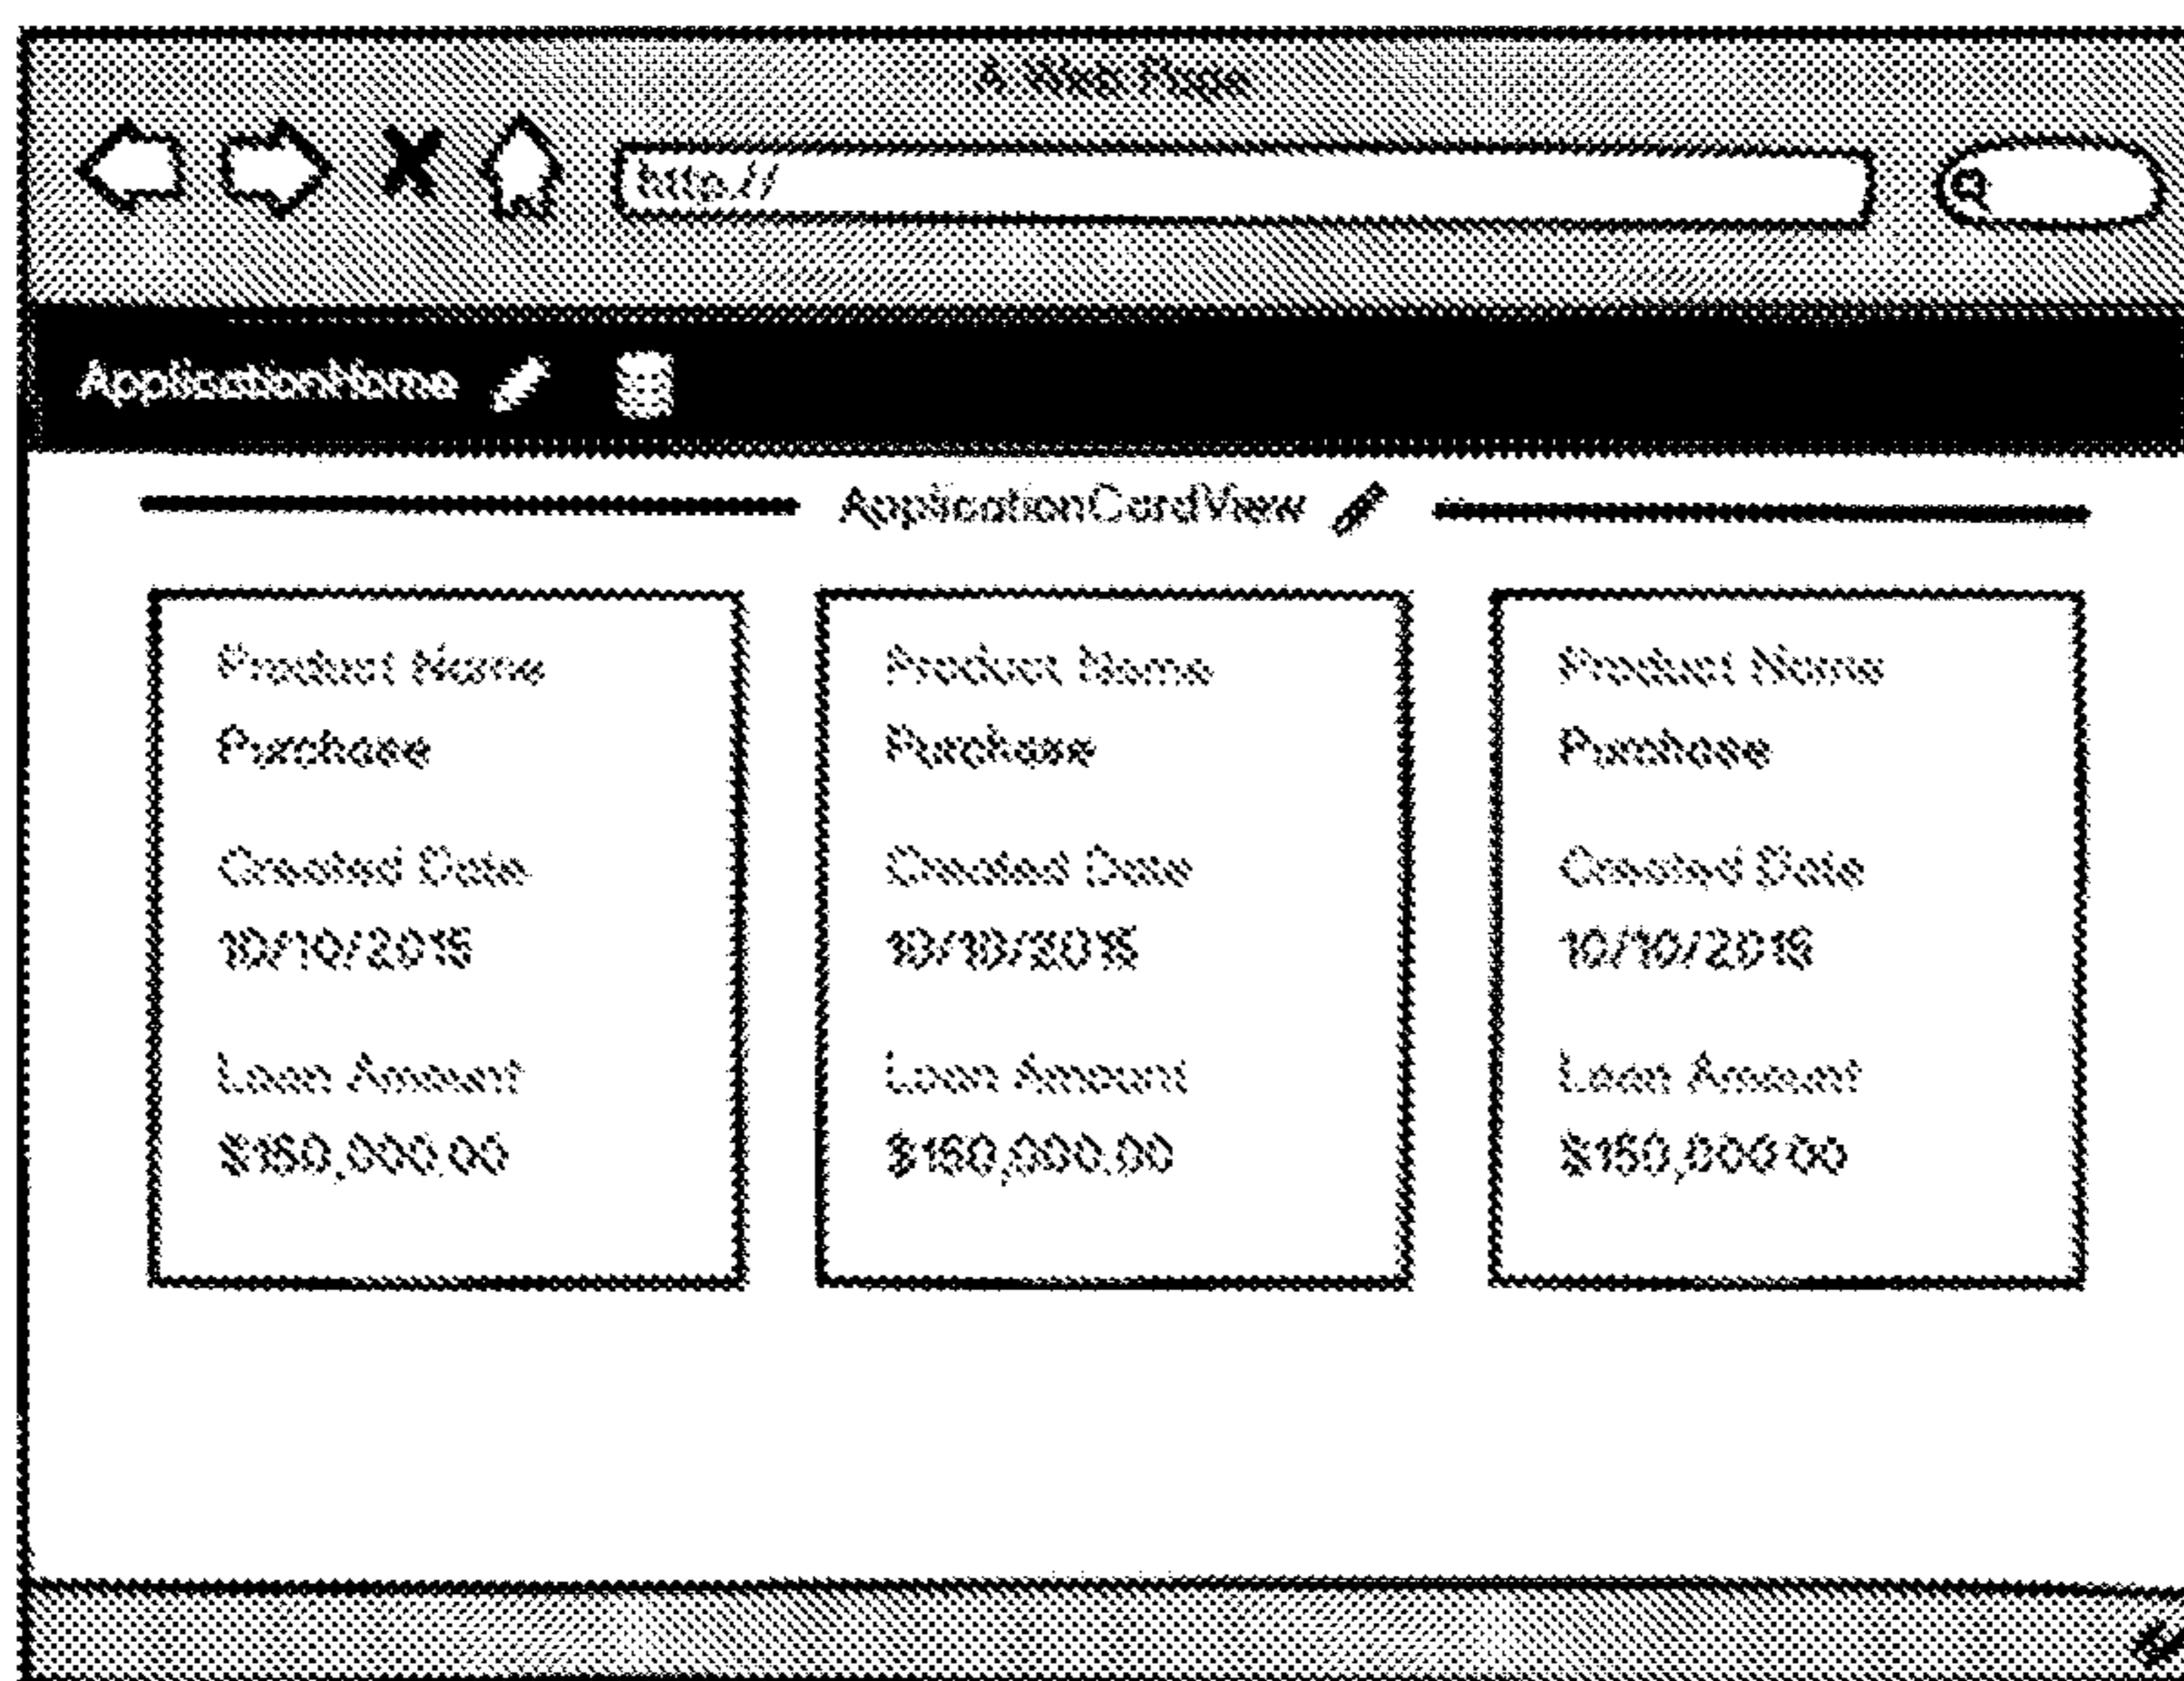 A Web Page
http://
ApplicationHome
ApplicationCardView
Product Name
Purchase
Created Date
10/10/2015
Loan Amount
$150,000.00
Product Name
Purchase
Created Date
10/10/2015
Loan Amount
$150,000.00
Product Name
Purchase
Created Date
10/10/2015
Loan Amount
$150,000.00